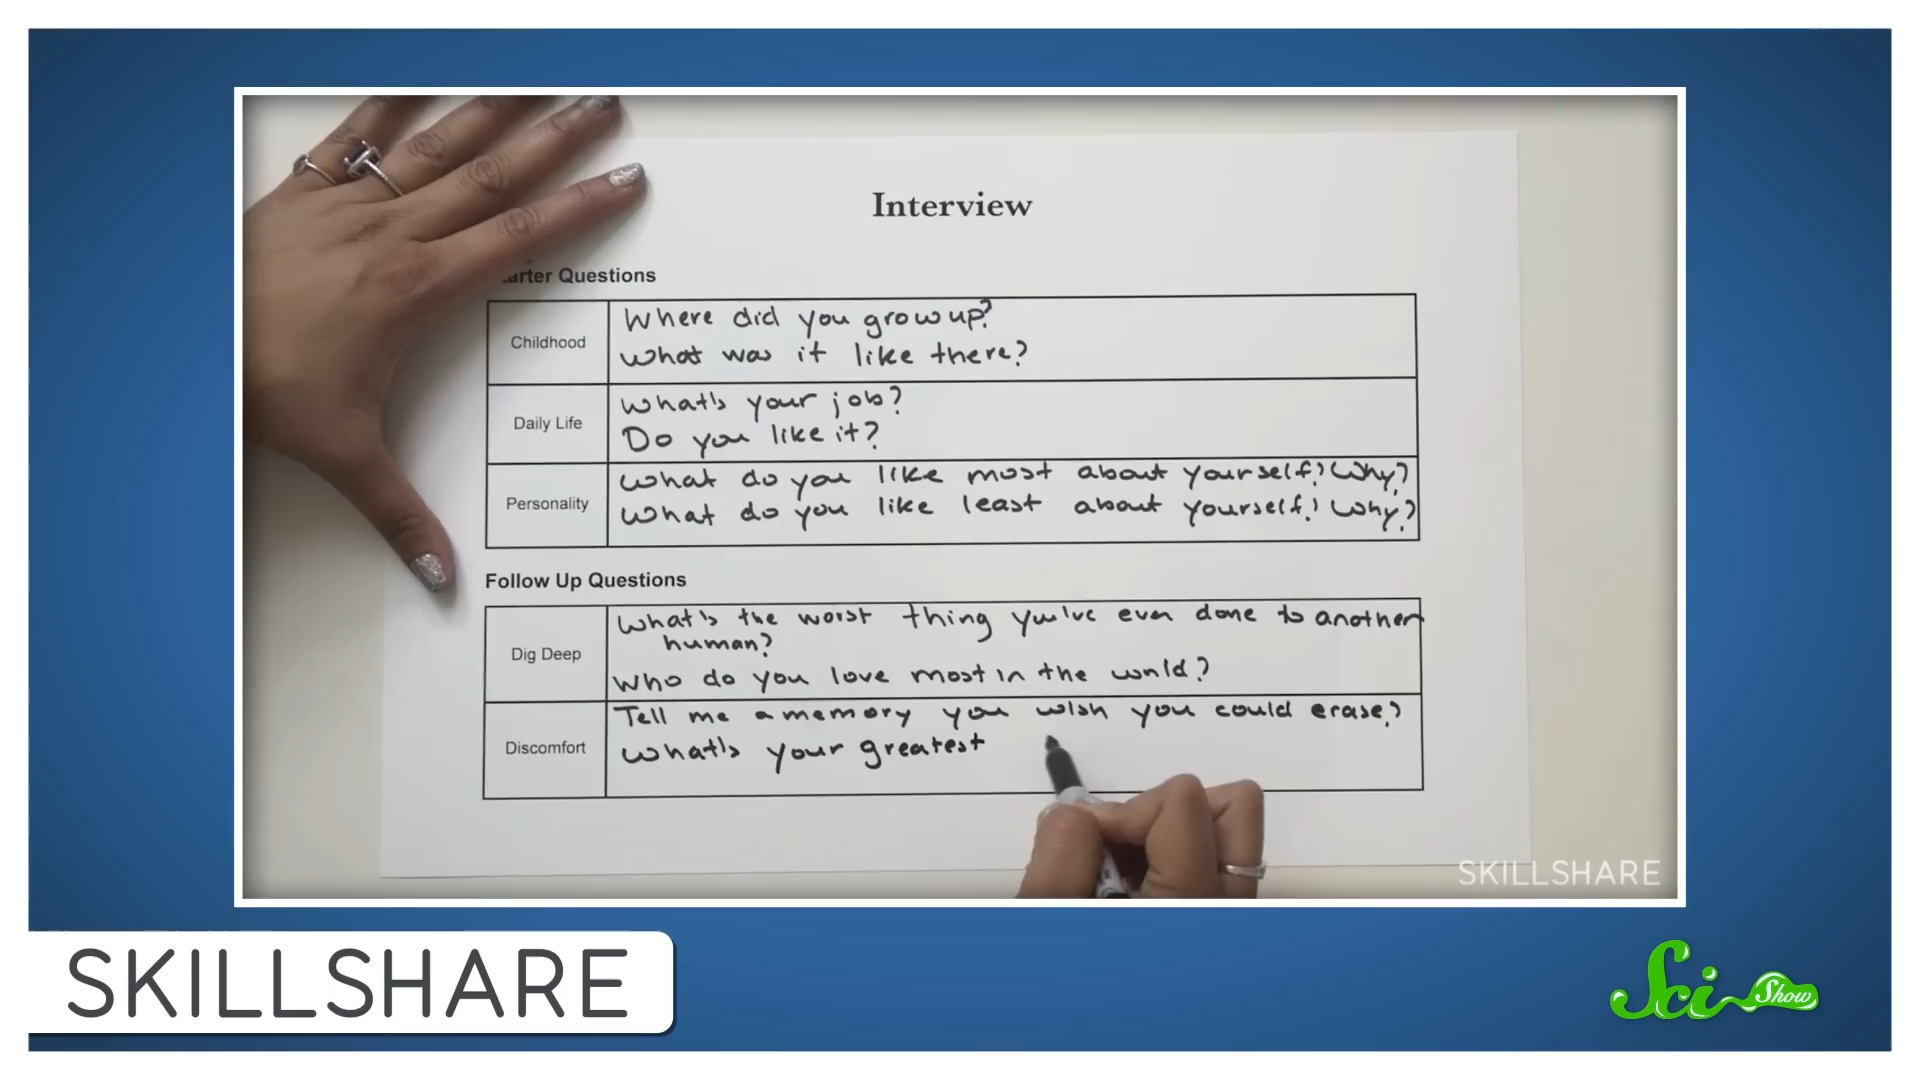 Interview
arter Questions
Childhood
Where did you grow up?
What was it like there?
Daily Life
What's your job?
Do you like it?
Personality
What do you like most about yourself? Why?
What do you like least about yourself? Why?
Follow Up Questions
Dig Deep
What's the worst thing you've ever done to another
human?
Who do you love most in the world?
Discomfort
Tell me a memory you wish you could erase?
What's your greatest
SKILLSHARE
SKILLSHARE
Sci Show